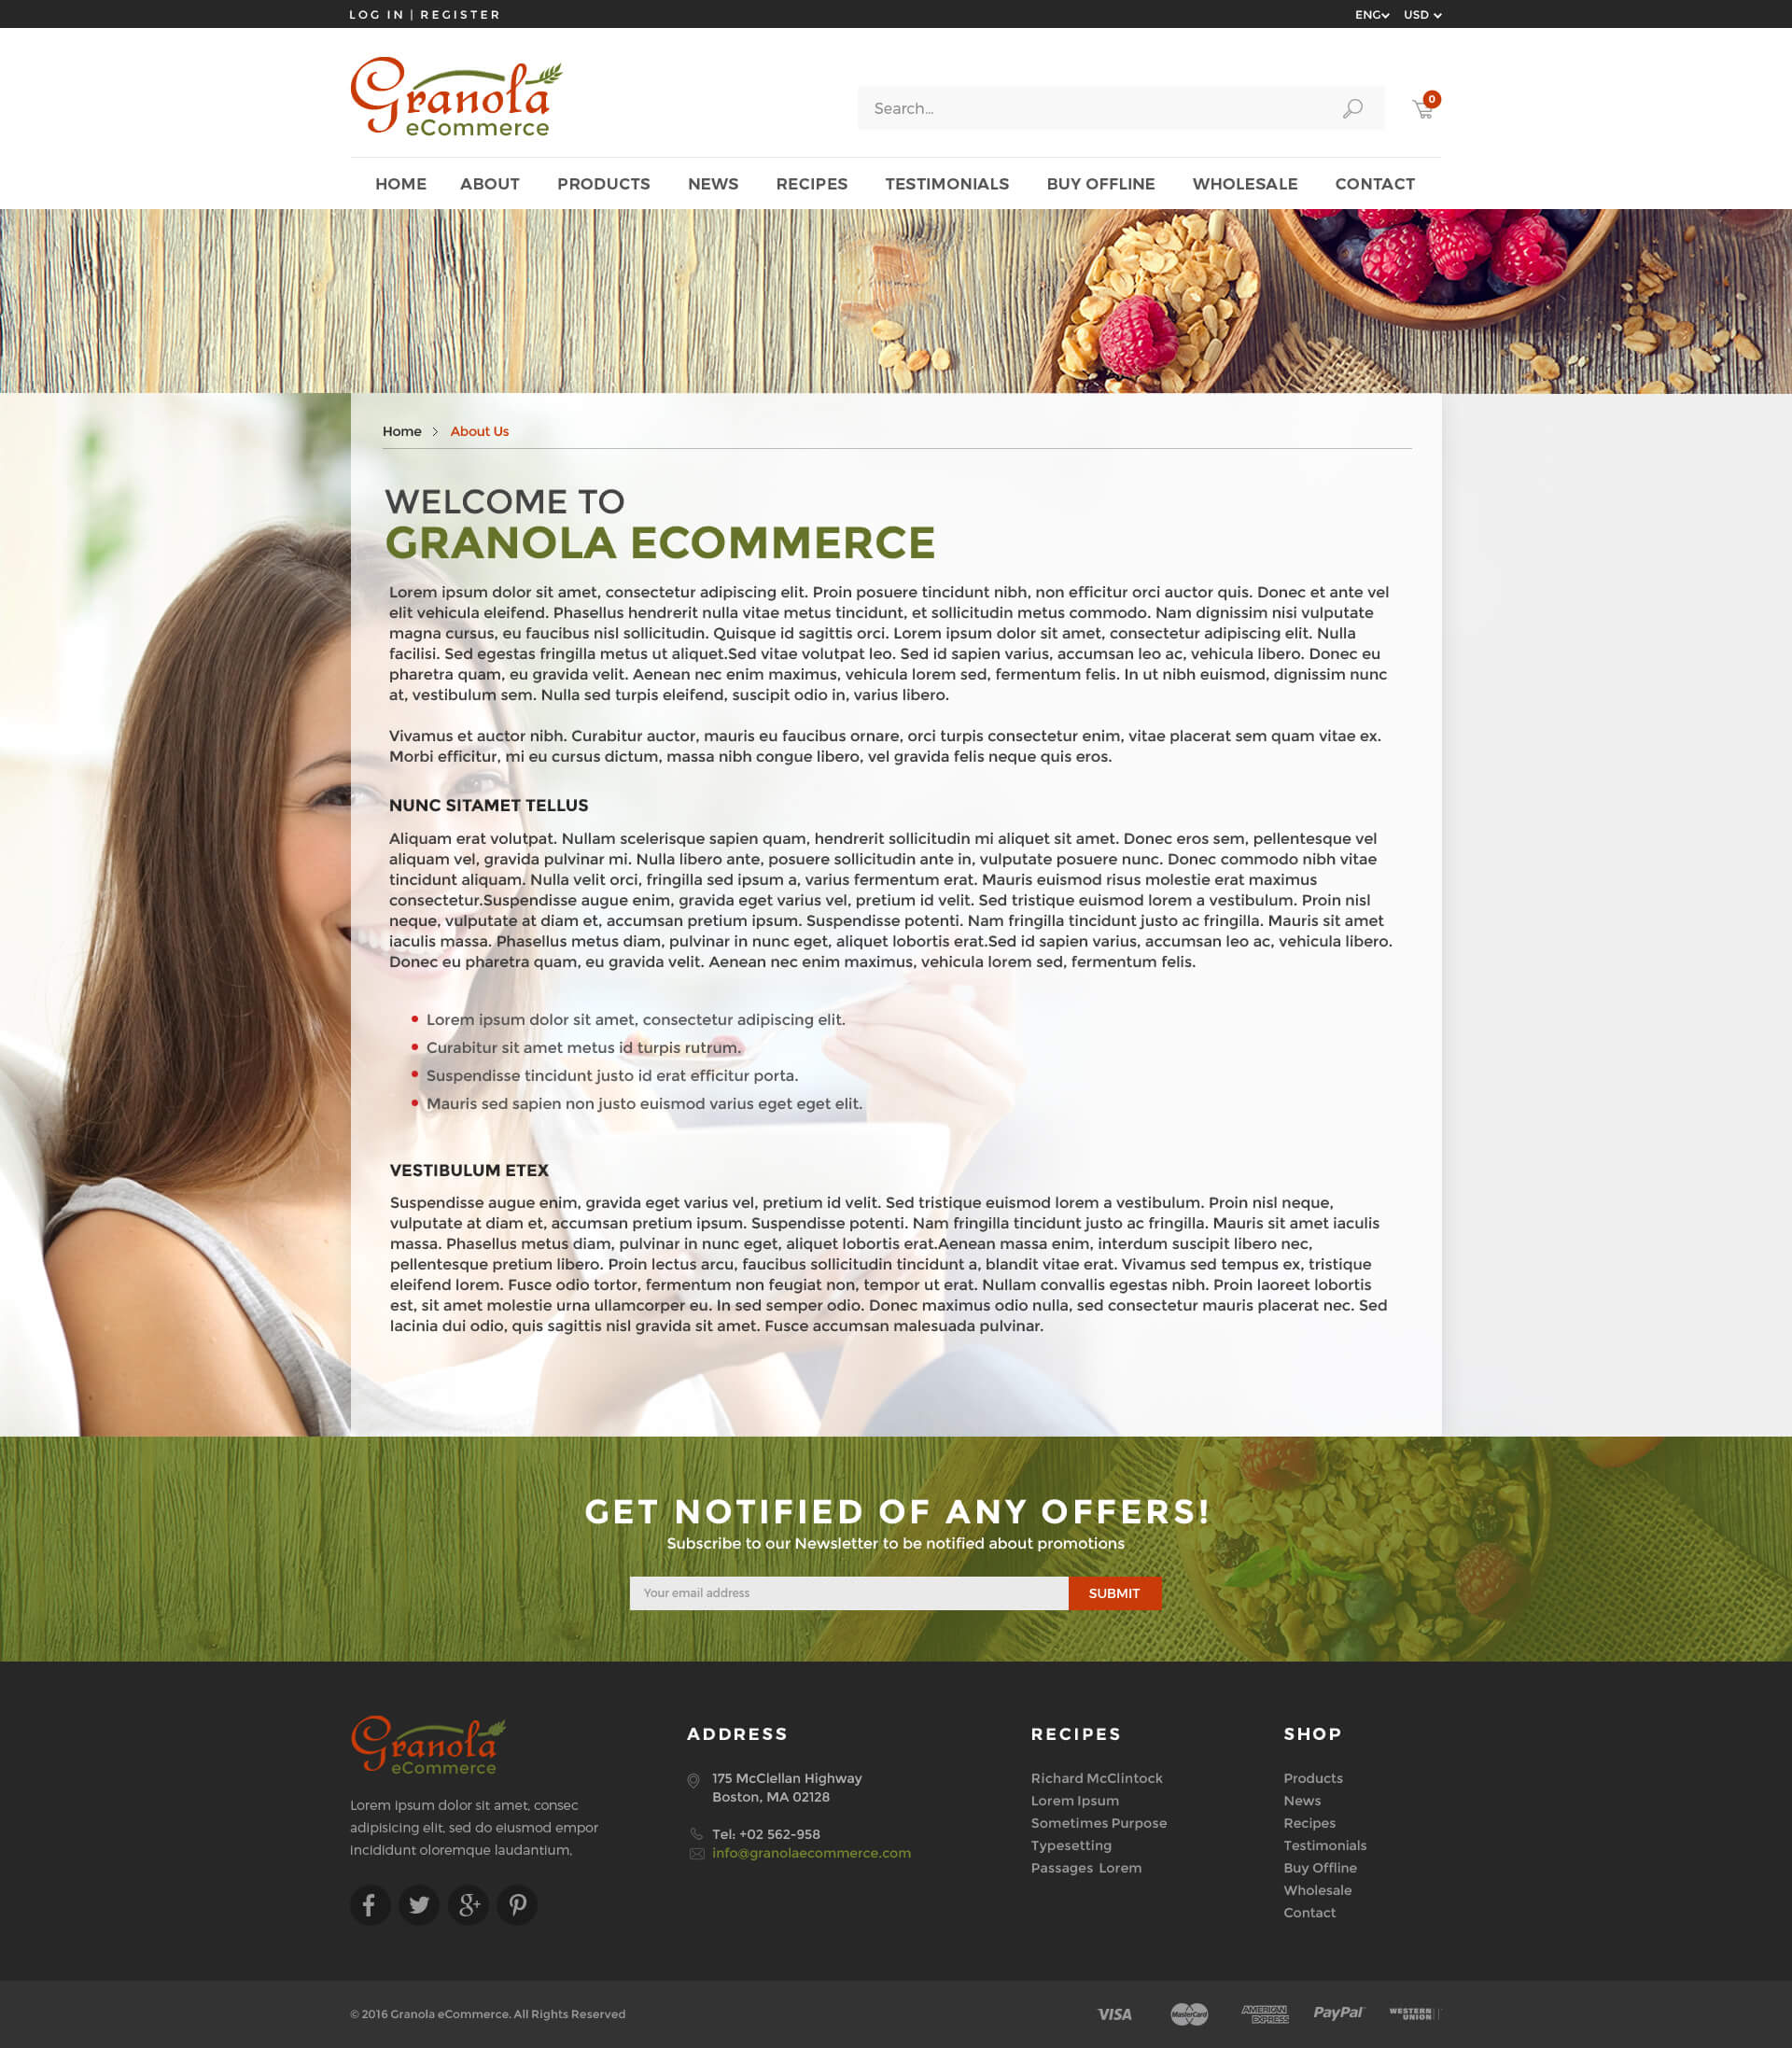 LOG IN | REGISTER
ENG USD
Granola
eCommerce
Search...
0
HOME ABOUT PRODUCTS NEWS RECIPES TESTIMONIALS BUY OFFLINE WHOLESALE CONTACT
Home > About Us
WELCOME TO
GRANOLA ECOMMERCE
Lorem ipsum dolor sit amet, consectetur adipiscing elit. Proin posuere tincidunt nibh, non efficitur orci auctor quis. Donec et ante vel
elit vehicula eleifend. Phasellus hendrerit nulla vitae metus tincidunt, et sollicitudin metus commodo. Nam dignissim nisi vulputate
magna cursus, eu faucibus nisl sollicitudin. Quisque id sagittis orci. Lorem ipsum dolor sit amet, consectetur adipiscing elit. Nulla
facilisi. Sed egestas fringilla metus ut aliquet.Sed vitae volutpat leo. Sed id sapien varius, accumsan leo ac, vehicula libero. Donec eu
pharetra quam, eu gravida velit. Aenean nec enim maximus, vehicula lorem sed, fermentum felis. In ut nibh euismod, dignissim nunc
at, vestibulum sem. Nulla sed turpis eleifend, suscipit odio in, varius libero.
Vivamus et auctor nibh. Curabitur auctor, mauris eu faucibus ornare, orci turpis consectetur enim, vitae placerat sem quam vitae ex.
Morbi efficitur, mi eu cursus dictum, massa nibh congue libero, vel gravida felis neque quis eros.
NUNC SITAMET TELLUS
Aliquam erat volutpat. Nullam scelerisque sapien quam, hendrerit sollicitudin mi aliquet sit amet. Donec eros sem, pellentesque vel
aliquam vel, gravida pulvinar mi. Nulla libero ante, posuere sollicitudin ante in, vulputate posuere nunc. Donec commodo nibh vitae
tincidunt aliquam. Nulla velit orci, fringilla sed ipsum a, varius fermentum erat. Mauris euismod risus molestie erat maximus
consectetur.Suspendisse augue enim, gravida eget varius vel, pretium id velit. Sed tristique euismod lorem a vestibulum. Proin nisl
neque, vulputate at diam et, accumsan pretium ipsum. Suspendisse potenti. Nam fringilla tincidunt justo ac fringilla. Mauris sit amet
iaculis massa. Phasellus metus diam, pulvinar in nunc eget, aliquet lobortis erat.Sed id sapien varius, accumsan leo ac, vehicula libero.
Donec eu pharetra quam, eu gravida velit. Aenean nec enim maximus, vehicula lorem sed, fermentum felis.
• Lorem ipsum dolor sit amet, consectetur adipiscing elit.
• Curabitur sit amet metus id turpis rutrum.
• Suspendisse tincidunt justo id erat efficitur porta.
• Mauris sed sapien non justo euismod varius eget eget elit.
VESTIBULUM ETEX
Suspendisse augue enim, gravida eget varius vel, pretium id velit. Sed tristique euismod lorem a vestibulum. Proin nisl neque,
vulputate at diam et, accumsan pretium ipsum. Suspendisse potenti. Nam fringilla tincidunt justo ac fringilla. Mauris sit amet iaculis
massa. Phasellus metus diam, pulvinar in nunc eget, aliquet lobortis erat.Aenean massa enim, interdum suscipit libero nec,
pellentesque pretium libero. Proin lectus arcu, faucibus sollicitudin tincidunt a, blandit vitae erat. Vivamus sed tempus ex, tristique
eleifend lorem. Fusce odio tortor, fermentum non feugiat non, tempor ut erat. Nullam convallis egestas nibh. Proin laoreet lobortis
est, sit amet molestie urna ullamcorper eu. In sed semper odio. Donec maximus odio nulla, sed consectetur mauris placerat nec. Sed
lacinia dui odio, quis sagittis nisl gravida sit amet. Fusce accumsan malesuada pulvinar.
GET NOTIFIED OF ANY OFFERS!
Subscribe to our Newsletter to be notified about promotions
Your email address
SUBMIT
Granola
eCommerce
Lorem ipsum dolor sit amet, consec
adipisicing elit, sed do eiusmod empor
incididunt oloremque laudantium,
ADDRESS
175 McClellan Highway
Boston, MA 02128
Tel: +02 562-958
info@granolaecommerce.com
RECIPES
Richard McClintock
Lorem Ipsum
Sometimes Purpose
Typesetting
Passages Lorem
SHOP
Products
News
Recipes
Testimonials
Buy Offline
Wholesale
Contact
© 2016 Granola eCommerce. All Rights Reserved
VISA
MasterCard
AMERICAN
EXPRESS
PayPal
WESTERN
UNION